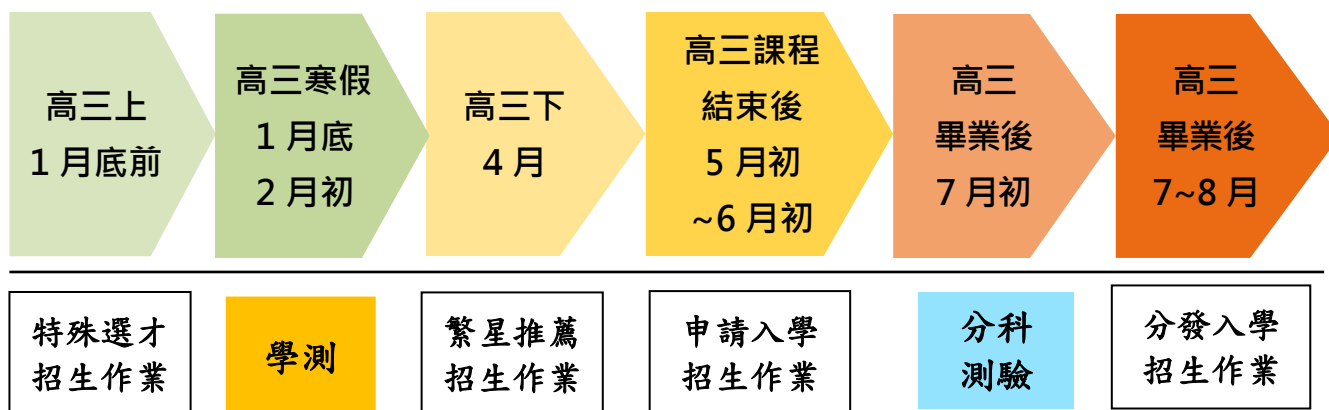 高三上
1 月底前
高三寒假
1 月底
2 月初
高三下
4 月
高三課程
結束後
5 月初
~6 月初
高三
畢業後
7 月初
高三
畢業後
7~8 月
特殊選才
招生作業
學測
繁星推薦
招生作業
申請入學
招生作業
分科
測驗
分發入學
招生作業